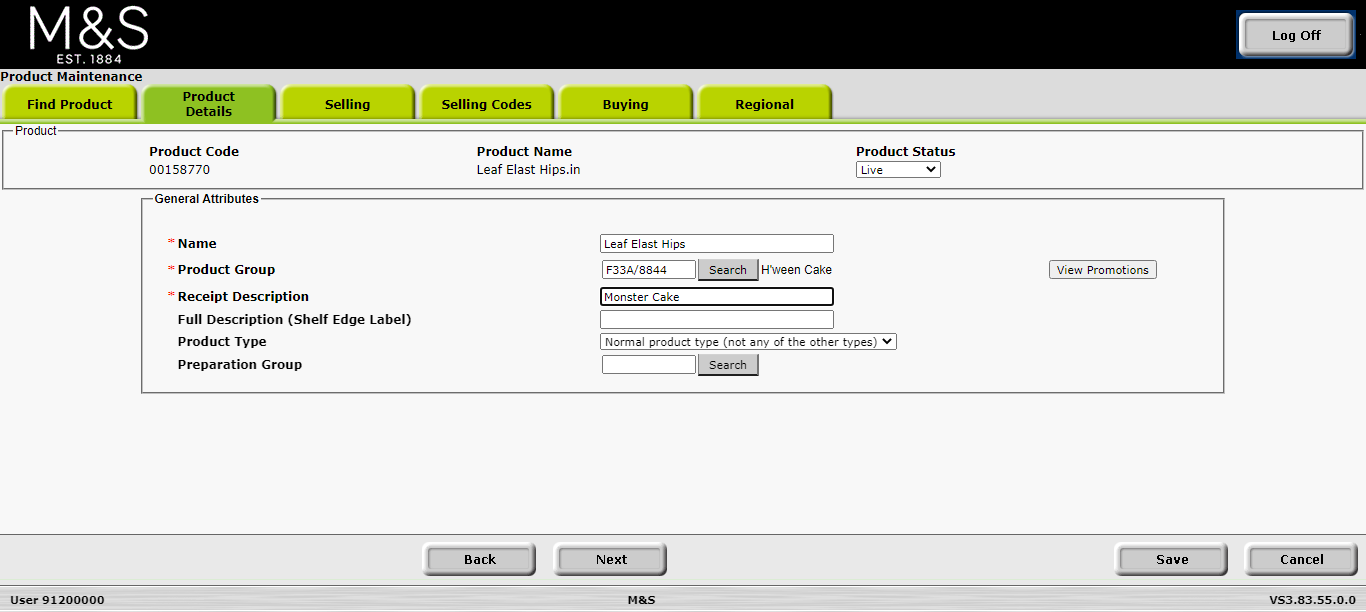 M&S
EST. 1884
Log Off
Product Maintenance
Find Product
Product Details
Selling
Selling Codes
Buying
Regional
Product
Product Code
Product Name
Product Status
00158770
Leaf Elast Hips.in
Live
General Attributes
* Name
Leaf Elast Hips
* Product Group
F33A/8844
Search
H'ween Cake
View Promotions
* Receipt Description
Monster Cake
Full Description (Shelf Edge Label)
Product Type
Normal product type (not any of the other types)
Preparation Group
Search
Back
Next
Save
Cancel
User 91200000
M&S
VS3.83.55.0.0